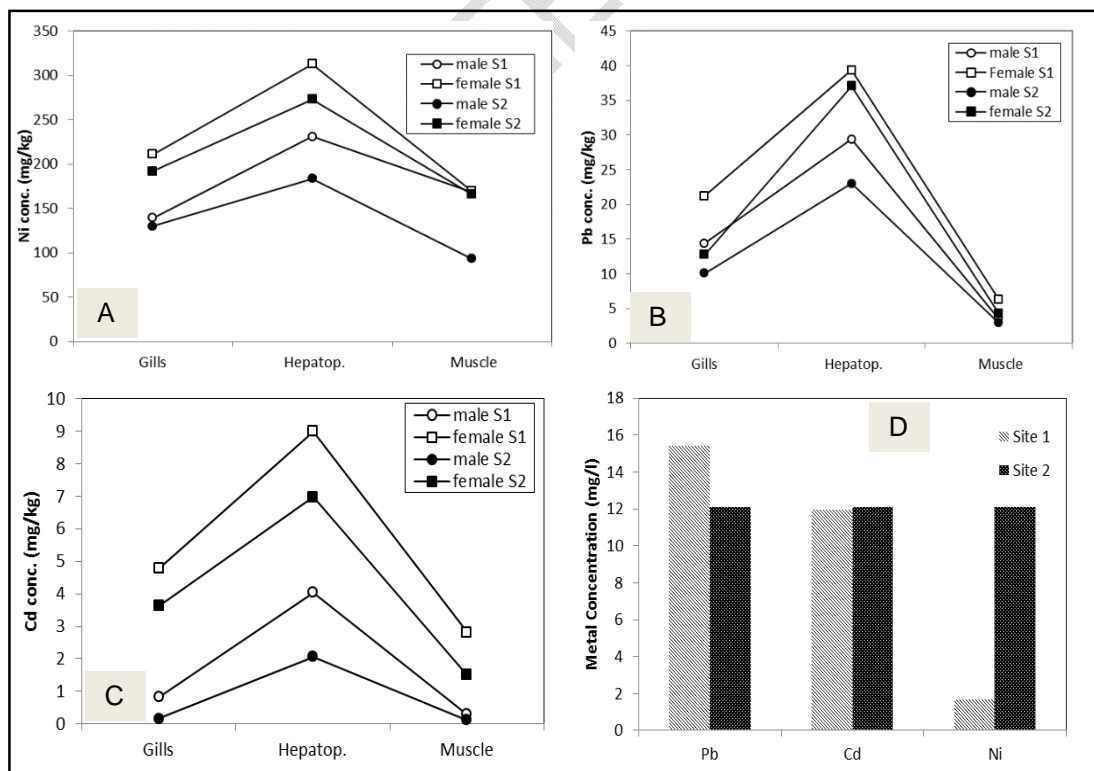 Ni conc. (mg/kg)
350
300
250
200
150
100
50
0
male S1
female S1
male S2
female S2
A
Gills Hepatop. Muscle
Pb conc. (mg/kg)
45
40
35
30
25
20
15
10
5
0
male S1
Female S1
male S2
female S2
B
Gills Hepatop. Muscle
Cd conc. (mg/kg)
10
9
8
7
6
5
4
3
2
1
0
male S1
female S1
male S2
female S2
C
Gills Hepatop. Muscle
Metal Concentration (mg/l)
18
16
14
12
10
8
6
4
2
0
D
Site 1
Site 2
Pb Cd Ni